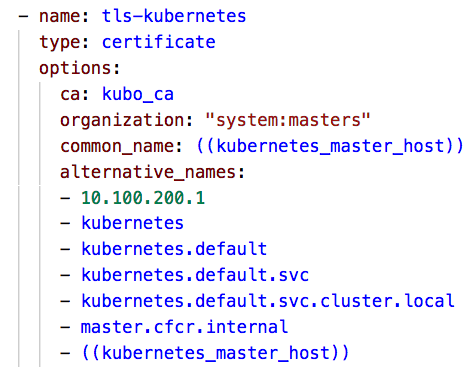 - name: tls-kubernetes
  type: certificate
  options:
    ca: kubo_ca
    organization: "system:masters"
    common_name: ((kubernetes_master_host))
    alternative_names:
    - 10.100.200.1
    - kubernetes
    - kubernetes.default
    - kubernetes.default.svc
    - kubernetes.default.svc.cluster.local
    - master.cfcr.internal
    - ((kubernetes_master_host))